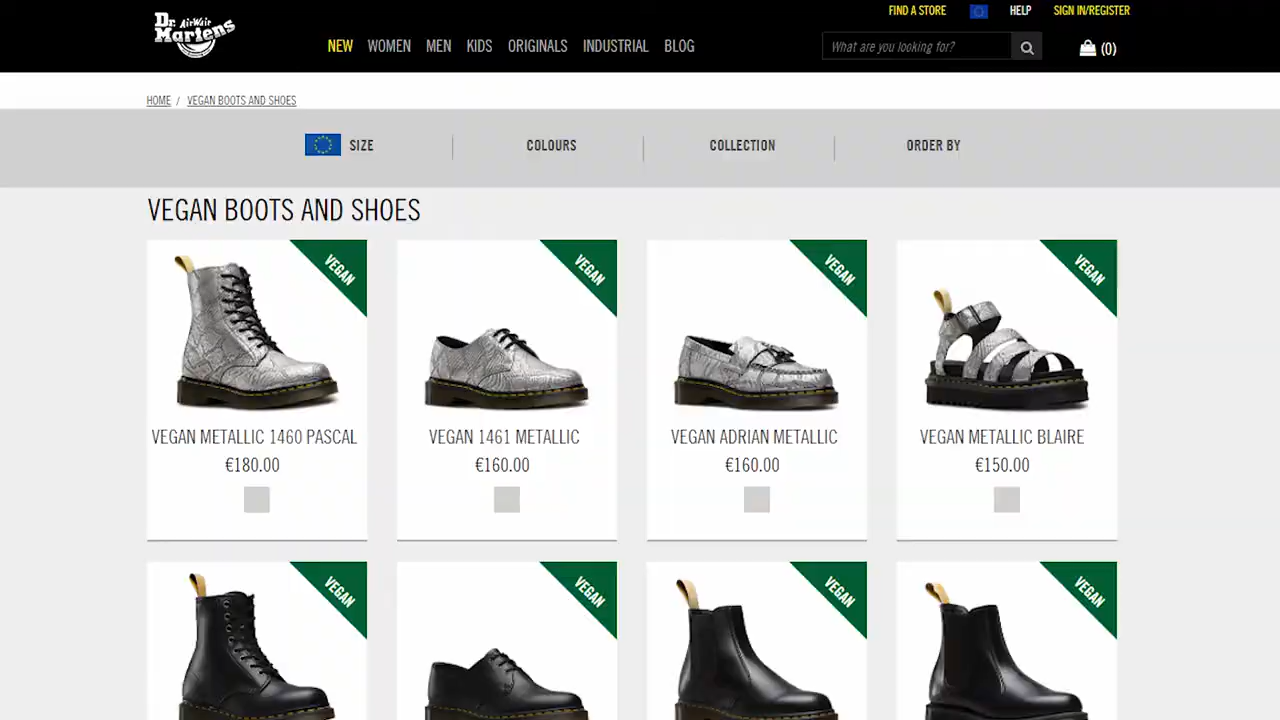 FIND A STORE HELP SIGN IN/REGISTER
Dr. AirWair
Martens
NEW WOMEN MEN KIDS ORIGINALS INDUSTRIAL BLOG What are you looking for? (0)
HOME / VEGAN BOOTS AND SHOES
SIZE COLOURS COLLECTION ORDER BY
VEGAN BOOTS AND SHOES
VEGAN VEGAN VEGAN VEGAN
VEGAN METALLIC 1460 PASCAL VEGAN 1461 METALLIC VEGAN ADRIAN METALLIC VEGAN METALLIC BLAIRE
€180.00 €160.00 €160.00 €150.00
VEGAN VEGAN VEGAN VEGAN